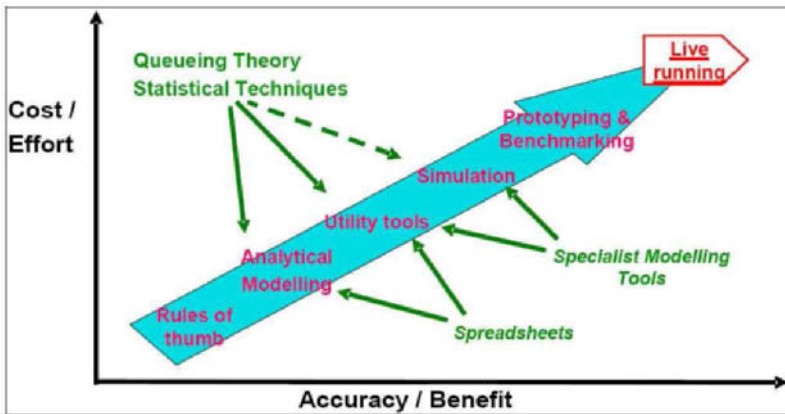 Queueing Theory
Statistical Techniques
Live
running
Cost /
Effort
Prototyping &
Benchmarking
Simulation
Utility tools
Analytical
Modelling
Specialist Modelling
Tools
Rules of
thumb
Spreadsheets
Accuracy / Benefit